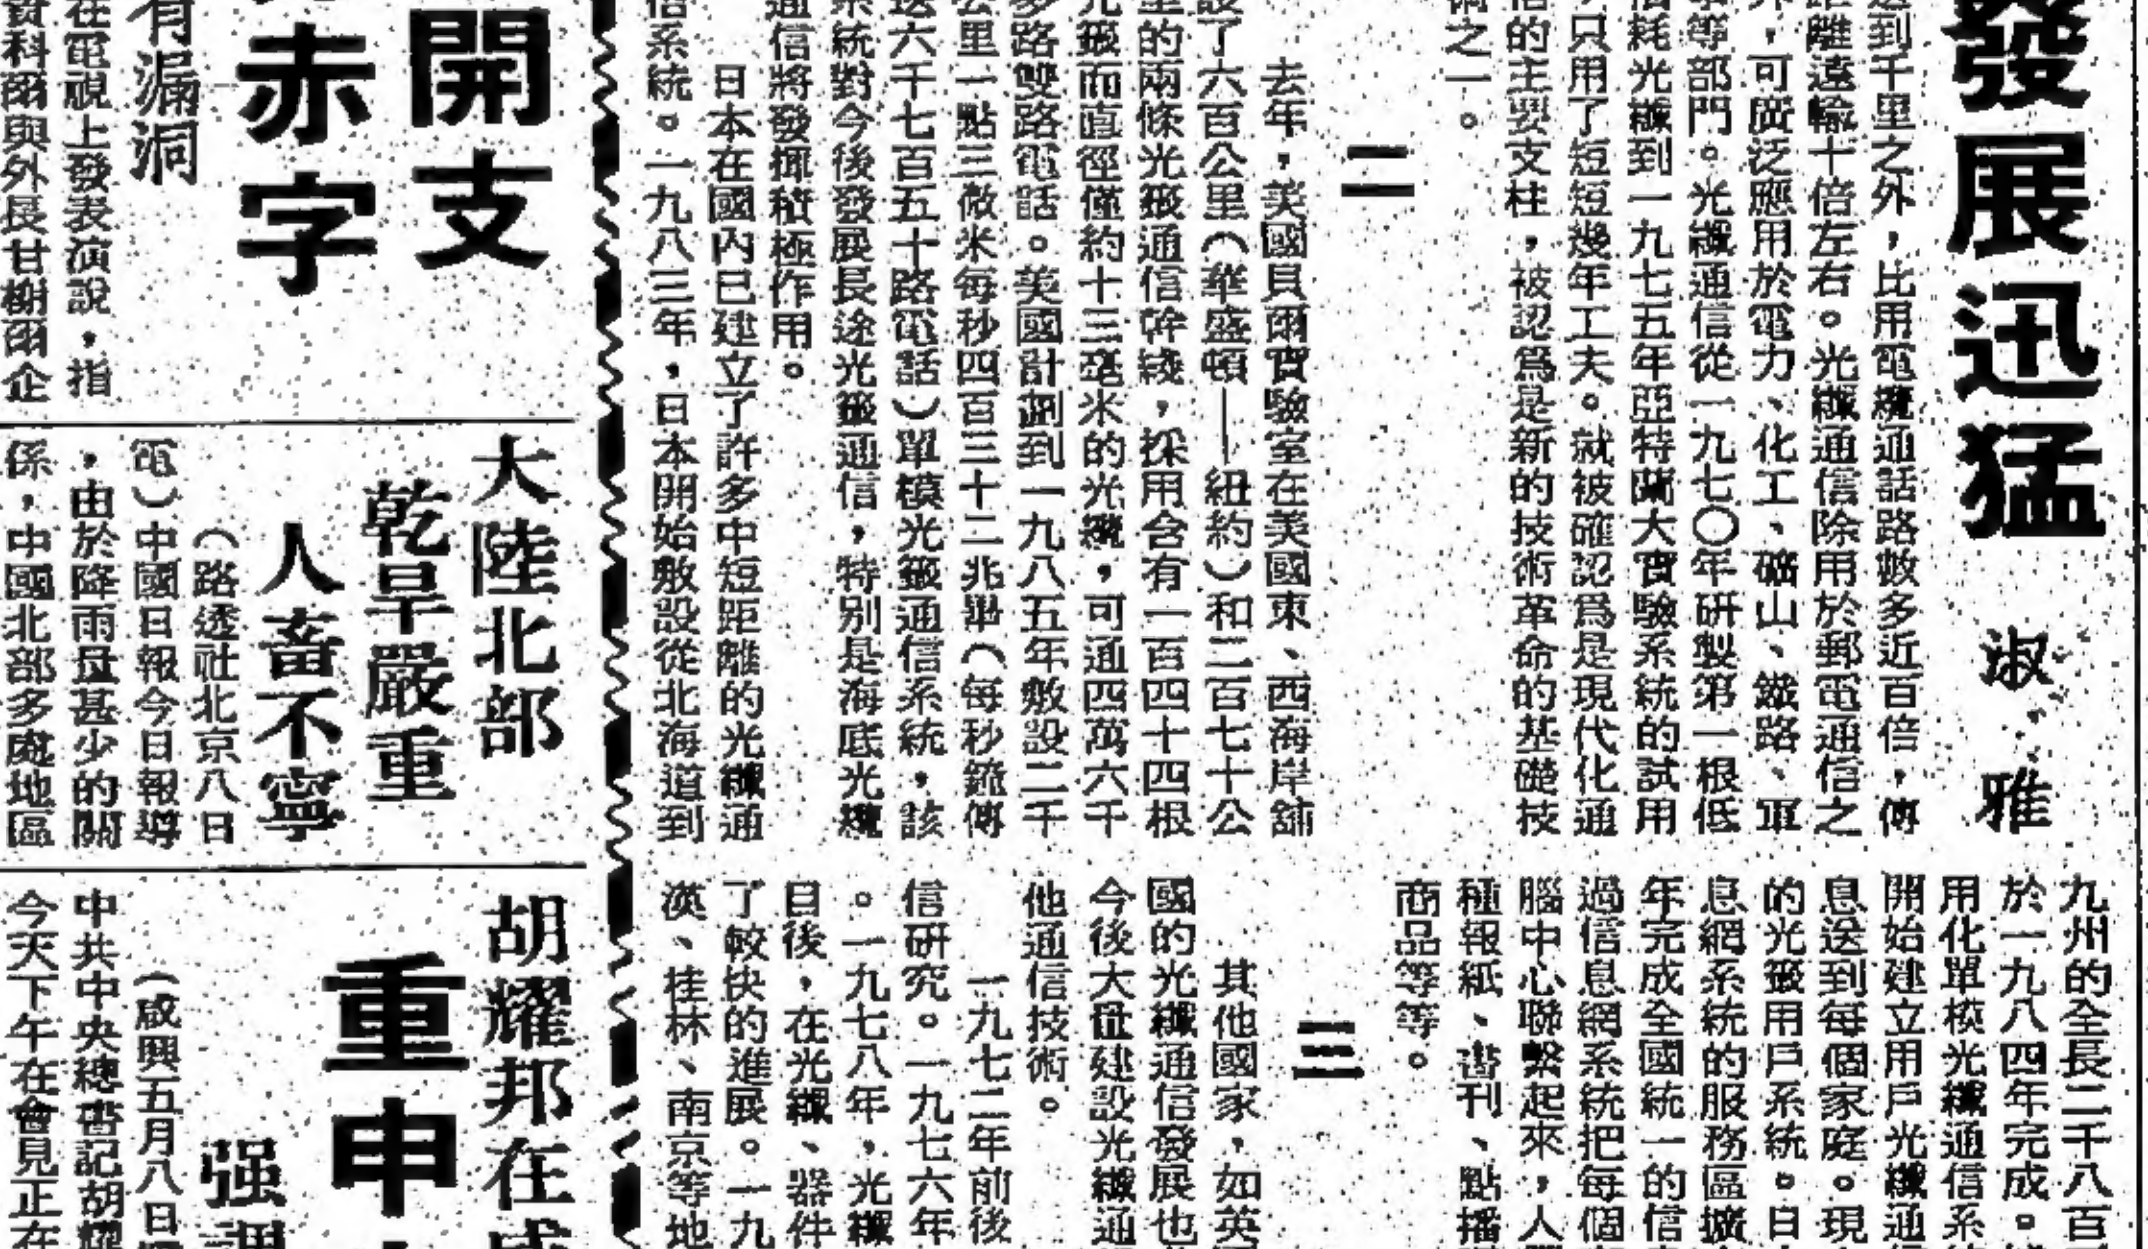 發展迅猛
淑雅
送到千里之外，比用電纜通話路數多近百倍，傳
距離遠輸十倍左右。光纖通信除用於郵電通信之
外，可廣泛應用於電力、化工、礦山、鐵路、軍
事等部門。光纖通信從一九七〇年研製第一根低
損耗光纖到一九七五年亞特蘭大實驗系統的試用
，只用了短短幾年工夫。就被確認爲是現代化通
信的主要支柱，被認爲是新的技術革命的基礎技
術之一。
二
去年，美國貝爾實驗室在美國東、西海岸舖
設了六百公里（華盛頓——紐約）和二百七十公
里的兩條光籤通信幹綫，採用含有一百四十四根
光籤而直徑僅約十三毫米的光纜，可通四萬六千
多路雙路電話。美國計劃到一九八五年敷設二千
公里一點三微米每秒四百三十二兆畢（每秒鐘傳
送六千七百五十路電話）單模光籤通信系統，該
系統對今後發展長途光籤通信，特別是海底光纜
通信將發揮積極作用。
日本在國內已建立了許多中短距離的光纖通
信系統。一九八三年，日本開始敷設從北海道到
九州的全長二千八百
於一九八四年完成。
用化單模光纖通信系
開始建立用戶光纖通
息送到每個家庭。現
的光籤用戶系統。日
息網系統的服務區擴
年完成全國統一的信
過信息網系統把每個
腦中心聯繫起來，人
種報紙、書刊、點播
商品等等。
三
其他國家，如英
國的光纖通信發展也
今後大量建設光纖通
他通信技術。
一九七二年前後
信研究。一九七六年
。一九七八年，光纖
目後，在光纖、器件
了較快的進展。一九
漢、桂林、南京等地
開支
赤字
有漏洞
在電視上發表演說，指
資科爾與外長甘榭爾企
大陸北部
乾旱嚴重
人畜不寧
（路透社北京八日
電）中國日報今日報導
，由於降雨量甚少的關
係，中國北部多處地區
胡耀邦在
重申
强調
（咸興五月八日
中共中央總書記胡耀
今天下午在會見正在